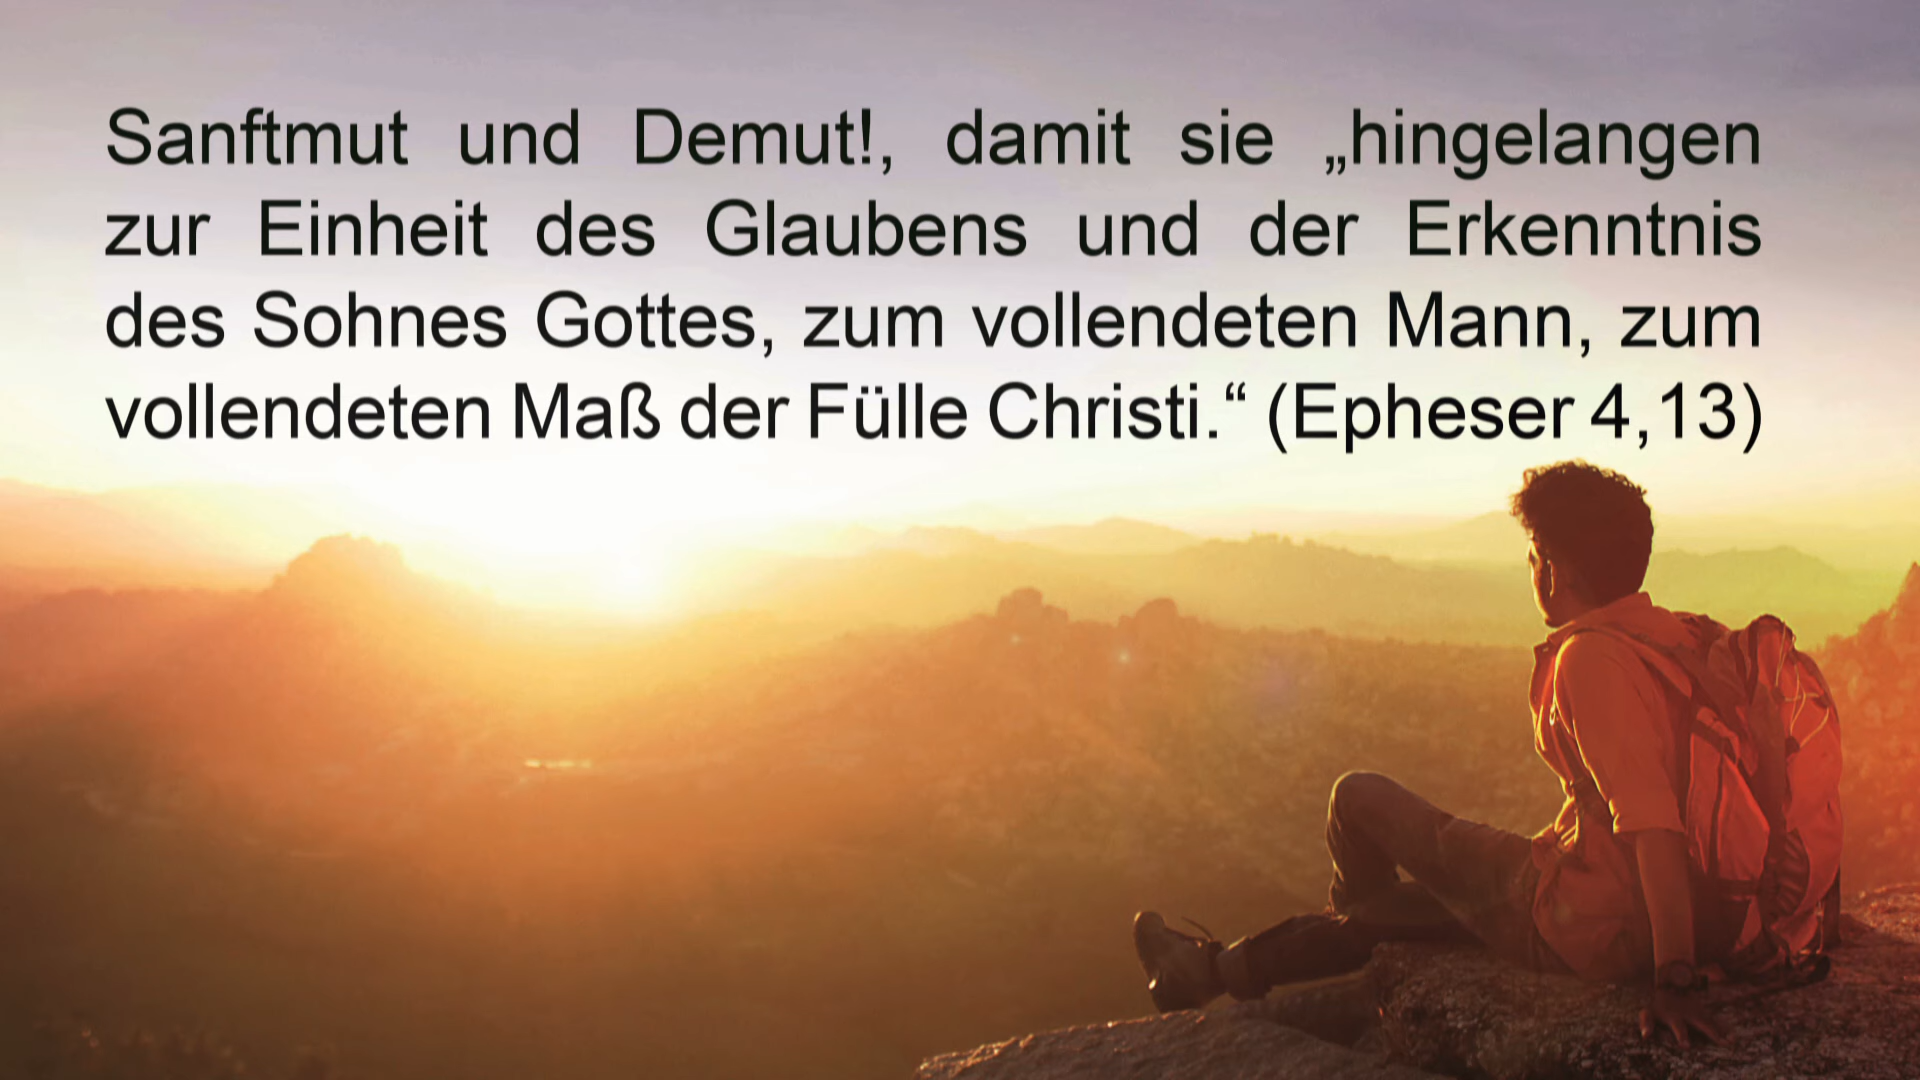 Sanftmut und Demut!, damit sie „hingelangen
zur Einheit des Glaubens und der Erkenntnis
des Sohnes Gottes, zum vollendeten Mann, zum
vollendeten Maß der Fülle Christi.“ (Epheser 4,13)